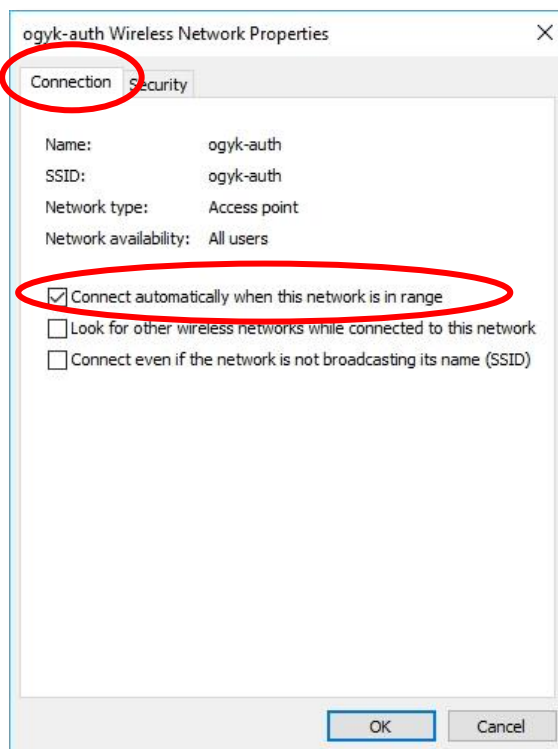 ogyk-auth Wireless Network Properties
Connection Security
Name: ogyk-auth
SSID: ogyk-auth
Network type: Access point
Network availability: All users
Connect automatically when this network is in range
Look for other wireless networks while connected to this network
Connect even if the network is not broadcasting its name (SSID)
OK Cancel